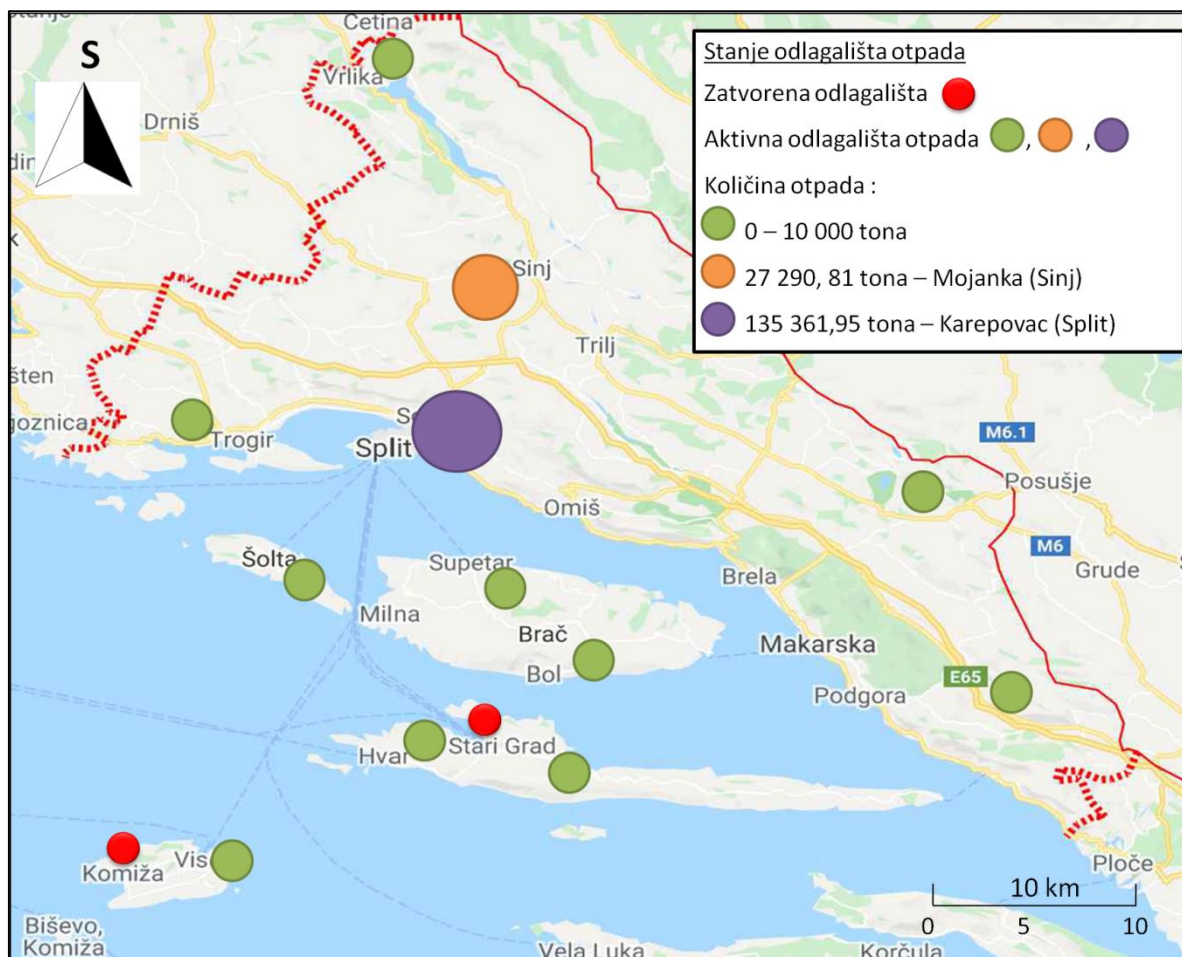 Cetina
S
Vrlika
Drniš
Stanje odlagališta otpada
Zatvorena odlagališta
Aktivna odlagališta otpada , ,
Količina otpada :
0 – 10 000 tona
27 290, 81 tona – Mojanka (Sinj)
135 361,95 tona – Karepovac (Split)
Sinj
Trilj
Trogir
Split
Omiš
M6.1
Posušje
M6
Grude
Šolta
Supetar
Milna
Brač
Bol
Brela
Makarska
Podgora
E65
Hvar
Stari Grad
Komiža
Vis
Ploče
10 km
0 5 10
Biševo,
Komiža
Vela Luka
Korčula